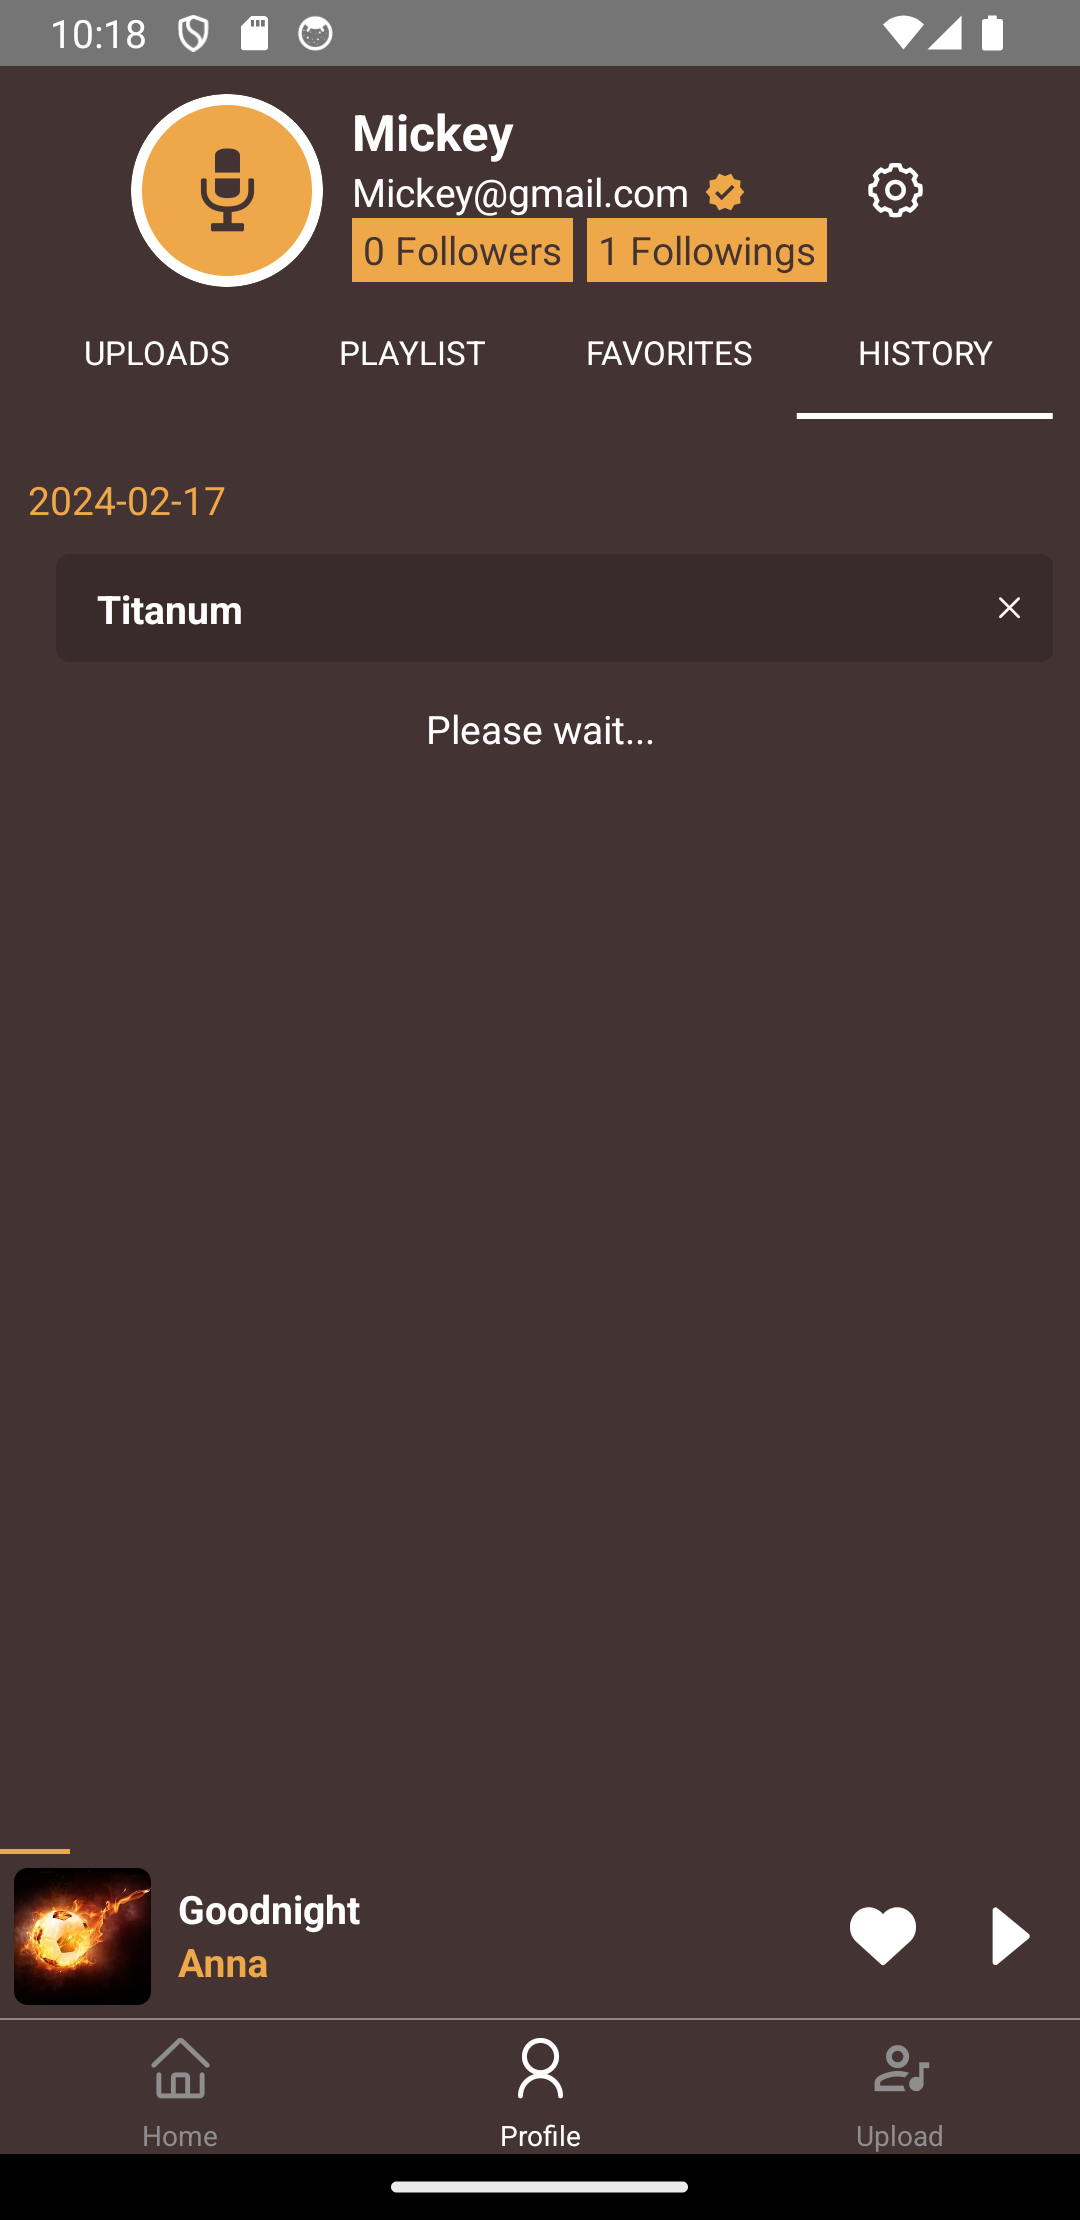 10:18
Mickey
Mickey@gmail.com
0 Followers 1 Followings
UPLOADS PLAYLIST FAVORITES HISTORY
2024-02-17
Titanum
Please wait...
Goodnight
Anna
Home Profile Upload